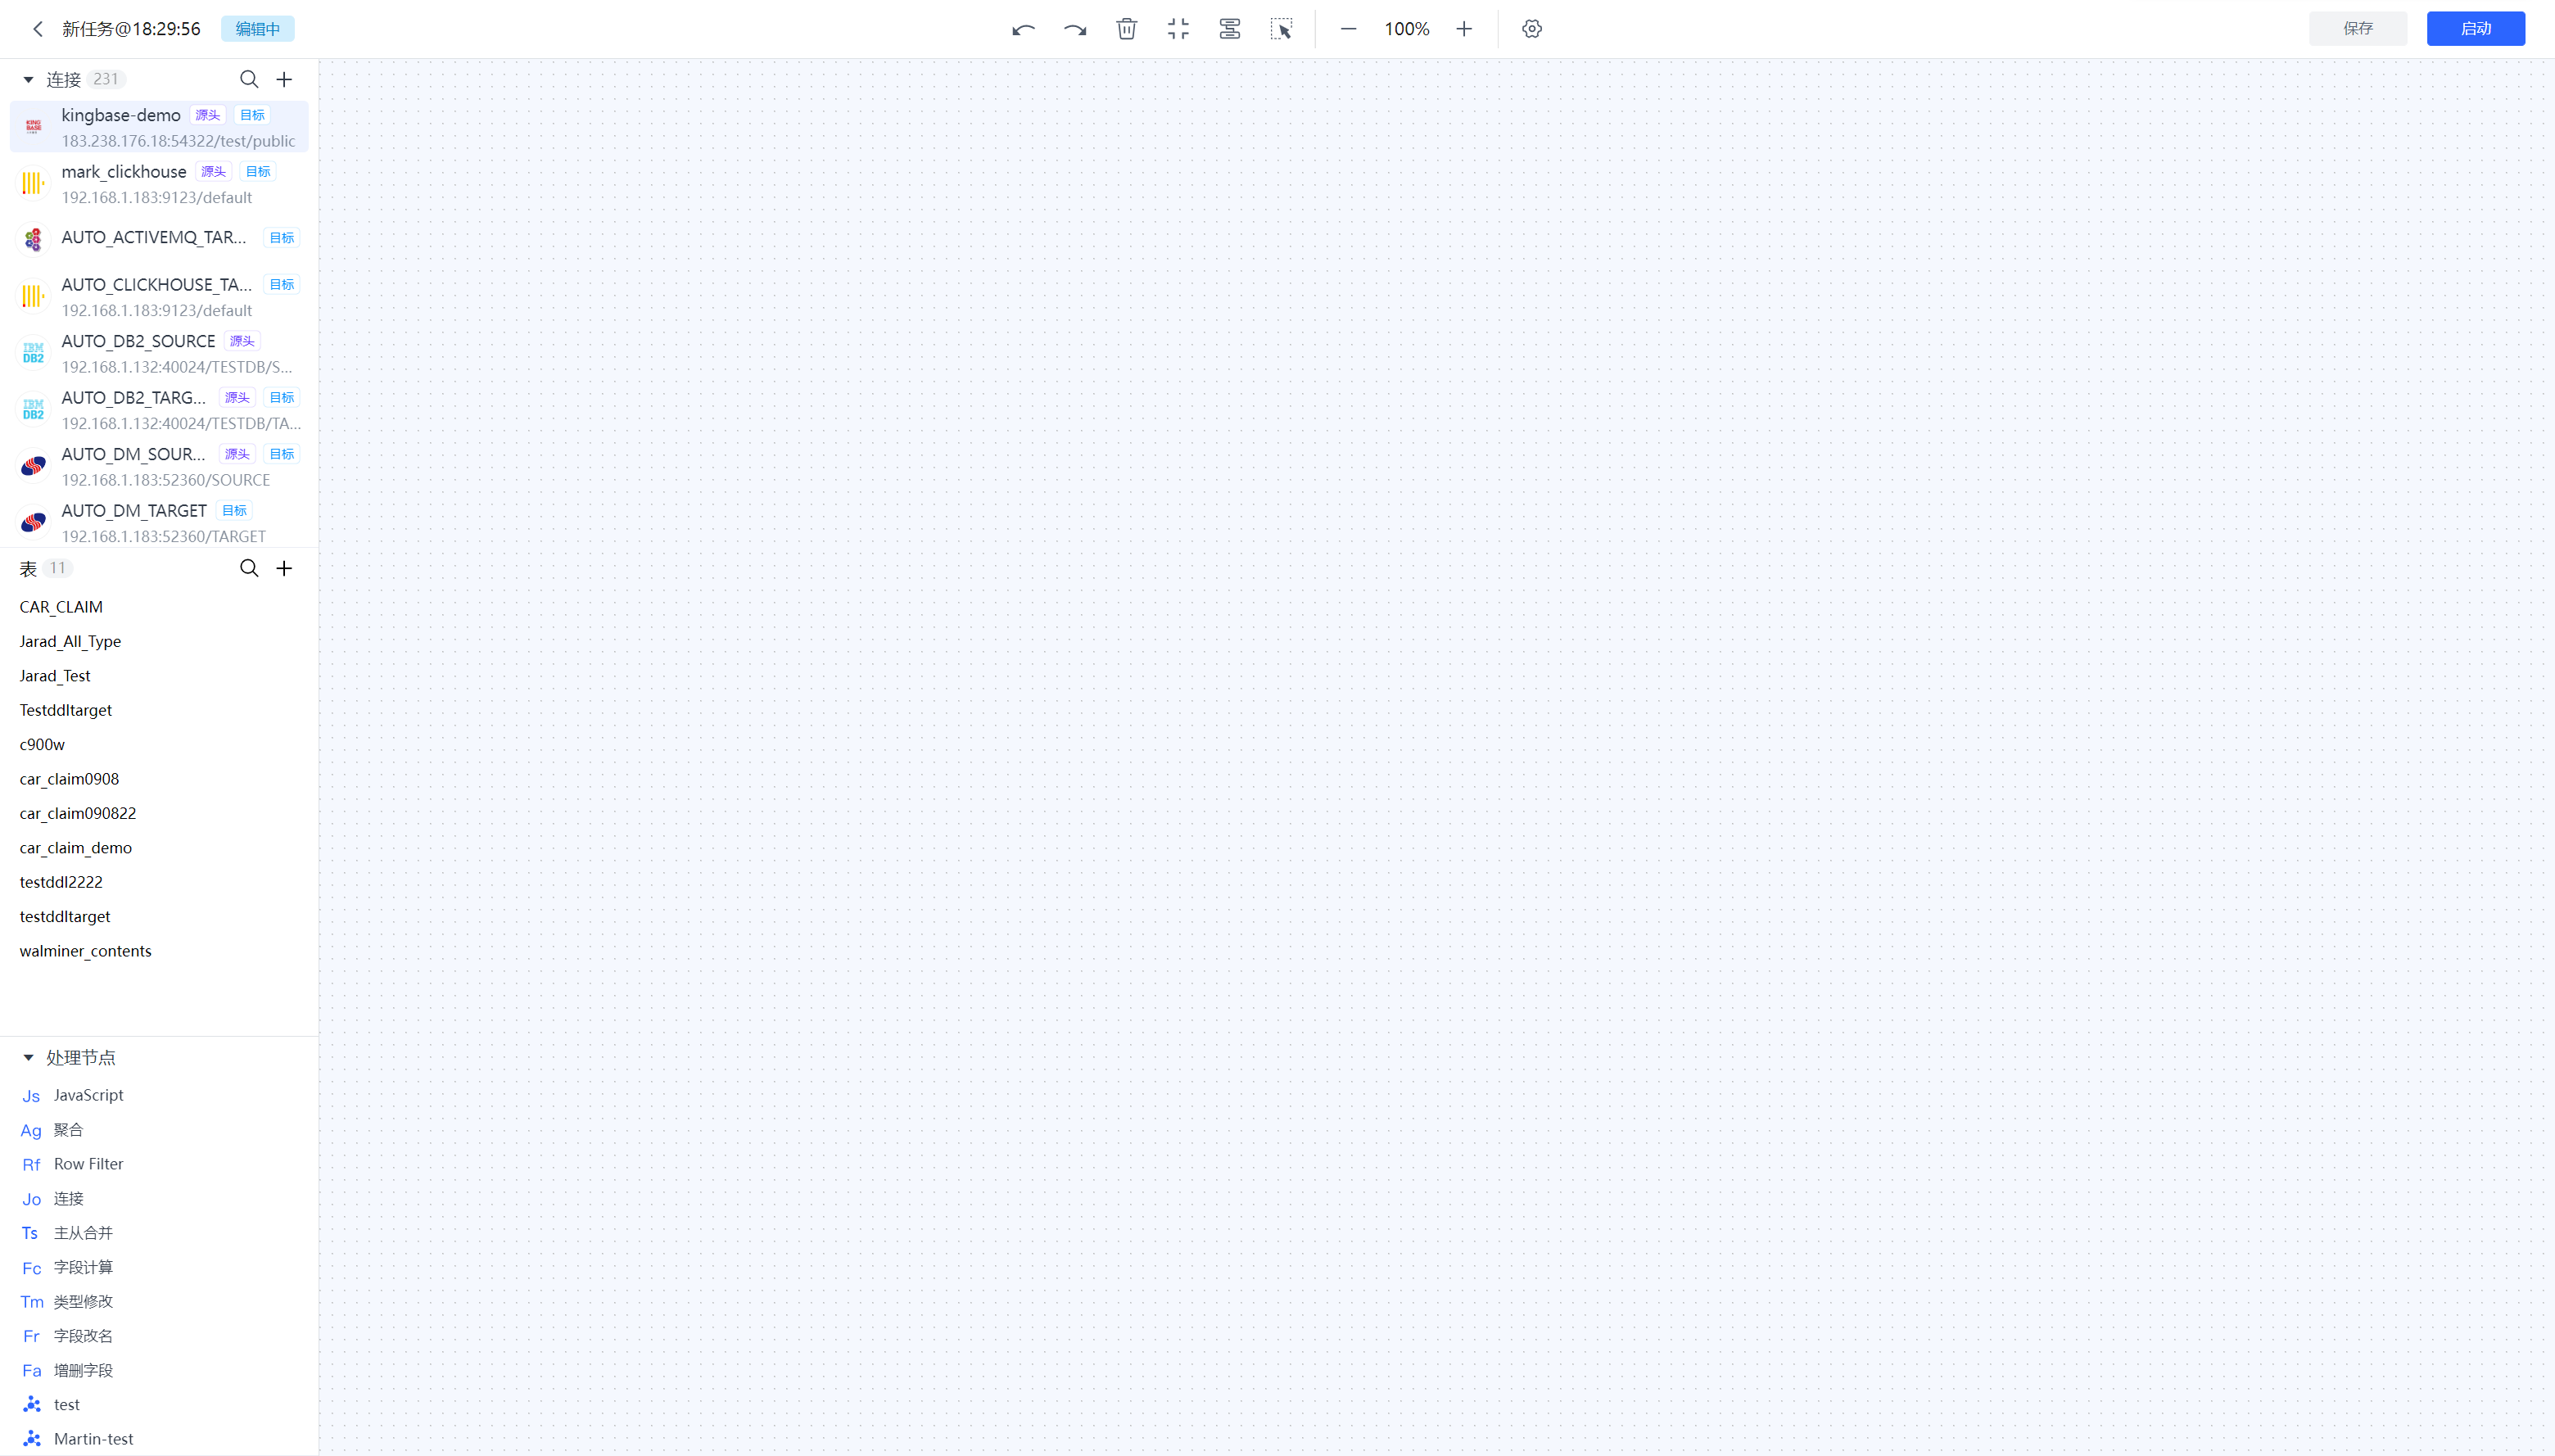 新任务@18:29:56 编辑中 100% 保存 启动
连接 231
kingbase-demo 源头 目标
183.238.176.18:54322/test/public
mark_clickhouse 源头 目标
192.168.1.183:9123/default
AUTO_ACTIVEMQ_TAR... 目标
AUTO_CLICKHOUSE_TA... 目标
192.168.1.183:9123/default
IBM DB2
AUTO_DB2_SOURCE 源头
192.168.1.132:40024/TESTDB/S...
IBM DB2
AUTO_DB2_TARG... 源头 目标
192.168.1.132:40024/TESTDB/TA...
AUTO_DM_SOUR... 源头 目标
192.168.1.183:52360/SOURCE
AUTO_DM_TARGET 目标
192.168.1.183:52360/TARGET
表 11
CAR_CLAIM
Jarad_All_Type
Jarad_Test
Testddltarget
c900w
car_claim0908
car_claim090822
car_claim_demo
testddl2222
testddltarget
walminer_contents
处理节点
Js JavaScript
Ag 聚合
Rf Row Filter
Jo 连接
Ts 主从合并
Fc 字段计算
Tm 类型修改
Fr 字段改名
Fa 增删字段
test
Martin-test